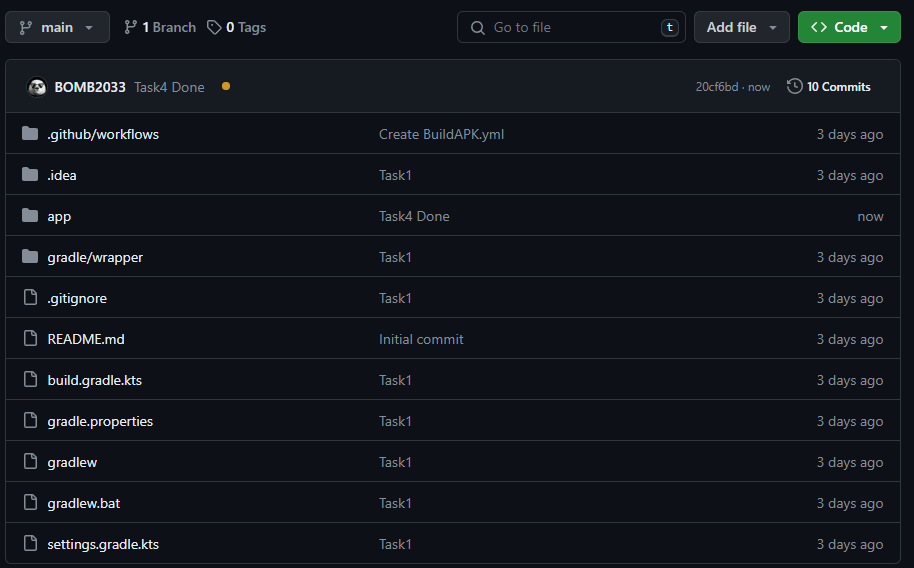 main 1 Branch 0 Tags Go to file t Add file Code
BOMB2033 Task4 Done 20cf6bd · now 10 Commits
.github/workflows Create BuildAPK.yml 3 days ago
.idea Task1 3 days ago
app Task4 Done now
gradle/wrapper Task1 3 days ago
.gitignore Task1 3 days ago
README.md Initial commit 3 days ago
build.gradle.kts Task1 3 days ago
gradle.properties Task1 3 days ago
gradlew Task1 3 days ago
gradlew.bat Task1 3 days ago
settings.gradle.kts Task1 3 days ago